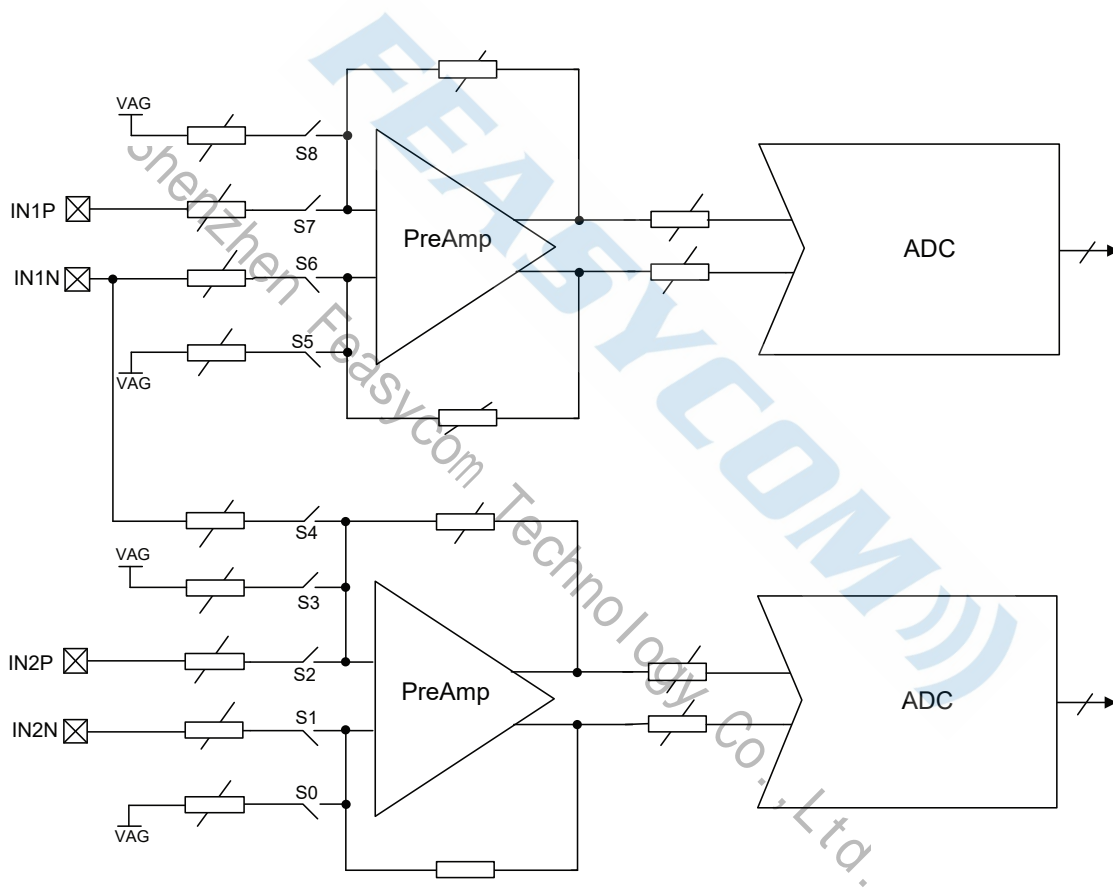 VAG
S8
IN1P
S7
PreAmp
ADC
IN1N
S6
S5
VAG
S4
VAG
S3
IN2P
S2
PreAmp
ADC
IN2N
S1
S0
VAG
FEASYCOM
Shenzhen Feasycom Technology Co.,Ltd.